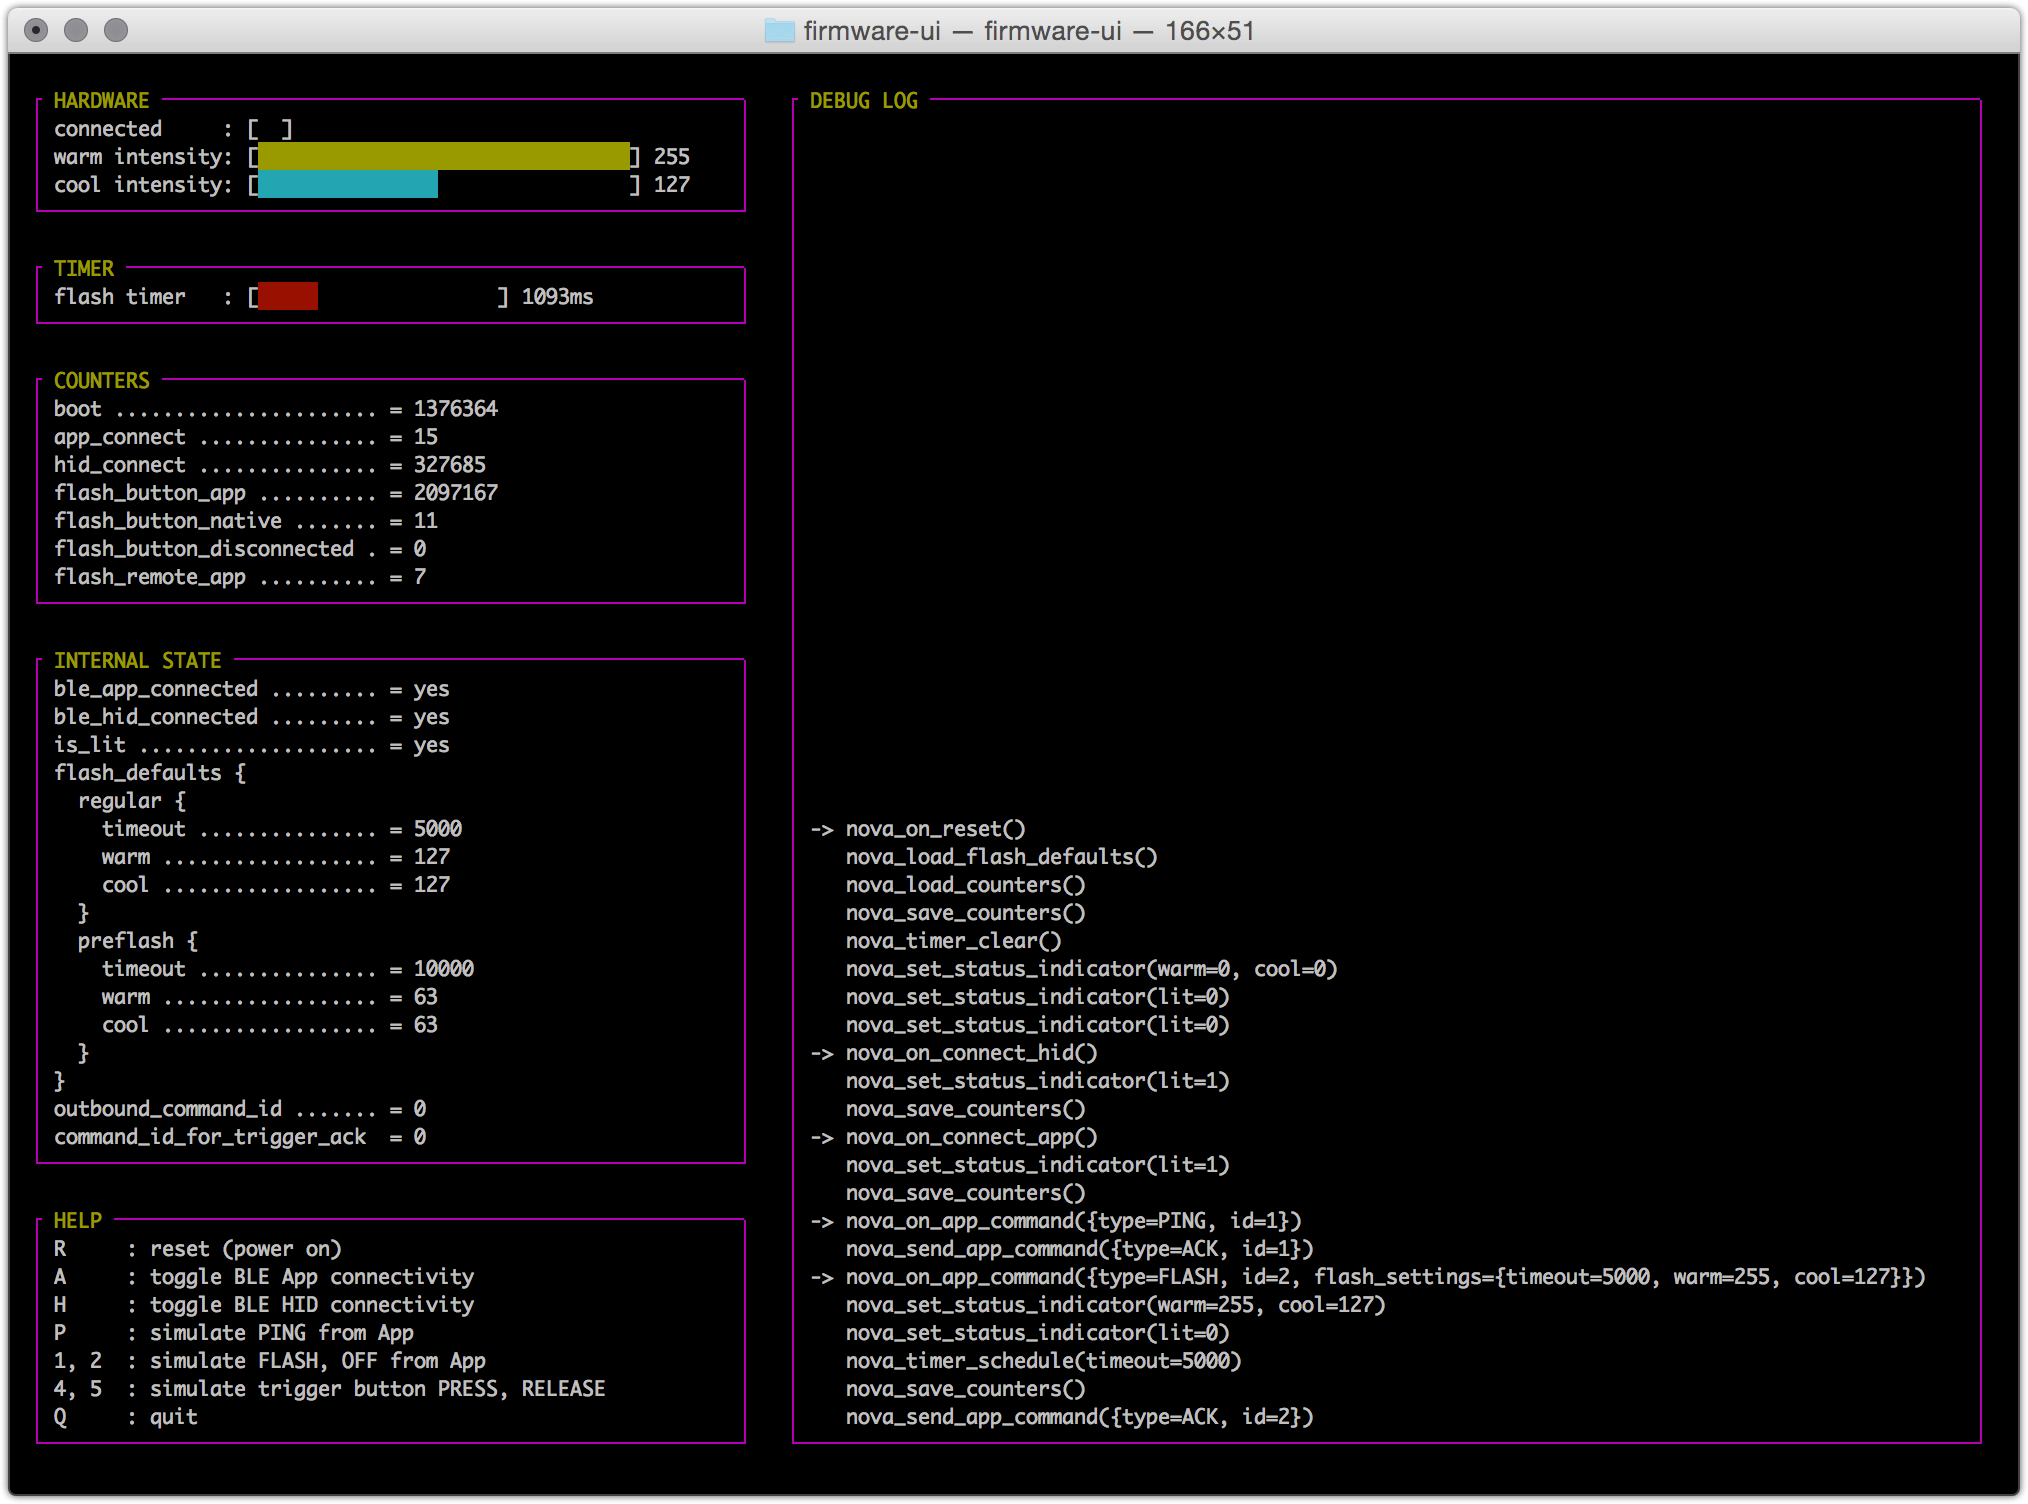 firmware-ui — firmware-ui — 166×51
HARDWARE
connected     : [  ]
warm intensity: [                               ] 255
cool intensity: [                               ] 127
TIMER
flash timer   : [                    ] 1093ms
COUNTERS
boot ...................... = 1376364
app_connect ............... = 15
hid_connect ............... = 327685
flash_button_app .......... = 2097167
flash_button_native ....... = 11
flash_button_disconnected . = 0
flash_remote_app .......... = 7
INTERNAL STATE
ble_app_connected ......... = yes
ble_hid_connected ......... = yes
is_lit .................... = yes
flash_defaults {
  regular {
    timeout ............... = 5000
    warm .................. = 127
    cool .................. = 127
  }
  preflash {
    timeout ............... = 10000
    warm .................. = 63
    cool .................. = 63
  }
}
outbound_command_id ....... = 0
command_id_for_trigger_ack  = 0
HELP
R     : reset (power on)
A     : toggle BLE App connectivity
H     : toggle BLE HID connectivity
P     : simulate PING from App
1, 2  : simulate FLASH, OFF from App
4, 5  : simulate trigger button PRESS, RELEASE
Q     : quit
DEBUG LOG
-> nova_on_reset()
   nova_load_flash_defaults()
   nova_load_counters()
   nova_save_counters()
   nova_timer_clear()
   nova_set_status_indicator(warm=0, cool=0)
   nova_set_status_indicator(lit=0)
   nova_set_status_indicator(lit=0)
-> nova_on_connect_hid()
   nova_set_status_indicator(lit=1)
   nova_save_counters()
-> nova_on_connect_app()
   nova_set_status_indicator(lit=1)
   nova_save_counters()
-> nova_on_app_command({type=PING, id=1})
   nova_send_app_command({type=ACK, id=1})
-> nova_on_app_command({type=FLASH, id=2, flash_settings={timeout=5000, warm=255, cool=127}})
   nova_set_status_indicator(warm=255, cool=127)
   nova_set_status_indicator(lit=0)
   nova_timer_schedule(timeout=5000)
   nova_save_counters()
   nova_send_app_command({type=ACK, id=2})